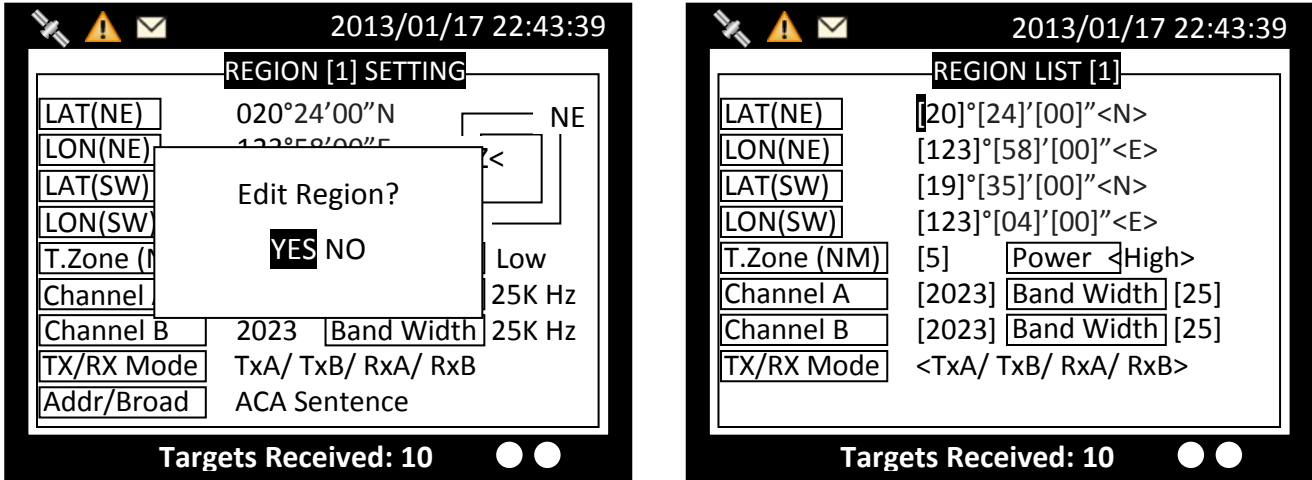 2013/01/17 22:43:39
REGION [1] SETTING
LAT(NE) 020°24’00”N
NE
LON(NE)
LAT(SW)
LON(SW)
Edit Region?
YES NO
T.Zone Low
Channel 25K Hz
Channel B 2023 Band Width 25K Hz
TX/RX Mode TxA/ TxB/ RxA/ RxB
Addr/Broad ACA Sentence
Targets Received: 10
2013/01/17 22:43:39
REGION LIST [1]
LAT(NE) [20]°[24]’[00]”<N>
LON(NE) [123]°[58]’[00]”<E>
LAT(SW) [19]°[35]’[00]”<N>
LON(SW) [123]°[04]’[00]”<E>
T.Zone (NM) [5] Power <High>
Channel A [2023] Band Width [25]
Channel B [2023] Band Width [25]
TX/RX Mode <TxA/ TxB/ RxA/ RxB>
Targets Received: 10